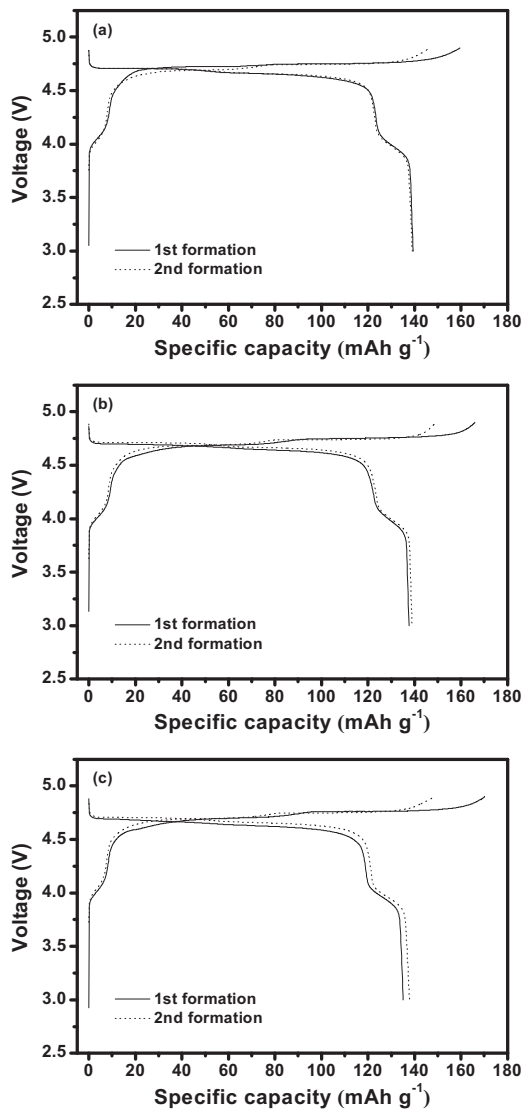 (a)
5.0
4.5
4.0
3.5
3.0
2.5
Voltage (V)
1st formation
2nd formation
0 20 40 60 80 100 120 140 160 180
Specific capacity (mAh g-1)
(b)
5.0
4.5
4.0
3.5
3.0
2.5
Voltage (V)
1st formation
2nd formation
0 20 40 60 80 100 120 140 160 180
Specific capacity (mAh g-1)
(c)
5.0
4.5
4.0
3.5
3.0
2.5
Voltage (V)
1st formation
2nd formation
0 20 40 60 80 100 120 140 160 180
Specific capacity (mAh g-1)